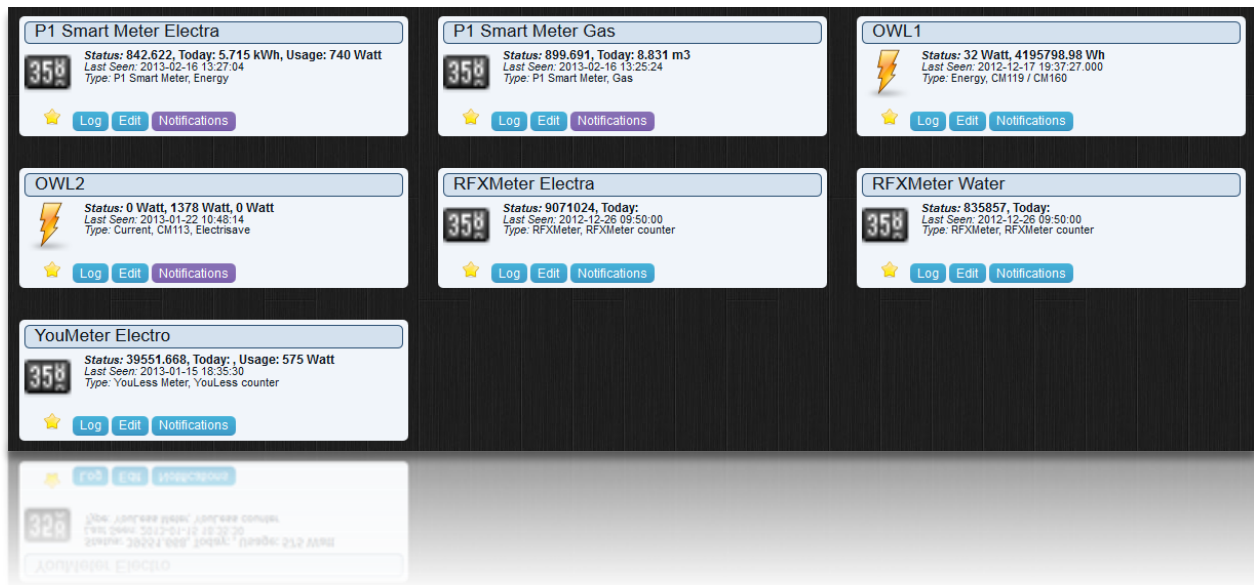 P1 Smart Meter Electra
Status: 842.622, Today: 5.715 kWh, Usage: 740 Watt
Last Seen: 2013-02-16 13:27:04
Type: P1 Smart Meter, Energy
Log Edit Notifications
P1 Smart Meter Gas
Status: 899.691, Today: 8.831 m3
Last Seen: 2013-02-16 13:25:24
Type: P1 Smart Meter, Gas
Log Edit Notifications
OWL1
Status: 32 Watt, 4195798.98 Wh
Last Seen: 2012-12-17 19:37:27.000
Type: Energy, CM119 / CM160
Log Edit Notifications
OWL2
Status: 0 Watt, 1378 Watt, 0 Watt
Last Seen: 2013-01-22 10:48:14
Type: Current, CM113, Electrisave
Log Edit Notifications
RFXMeter Electra
Status: 9071024, Today:
Last Seen: 2012-12-26 09:50:00
Type: RFXMeter, RFXMeter counter
Log Edit Notifications
RFXMeter Water
Status: 835857, Today:
Last Seen: 2012-12-26 09:50:00
Type: RFXMeter, RFXMeter counter
Log Edit Notifications
YouMeter Electro
Status: 39551.668, Today: , Usage: 575 Watt
Last Seen: 2013-01-15 18:35:30
Type: YouLess Meter, YouLess counter
Log Edit Notifications